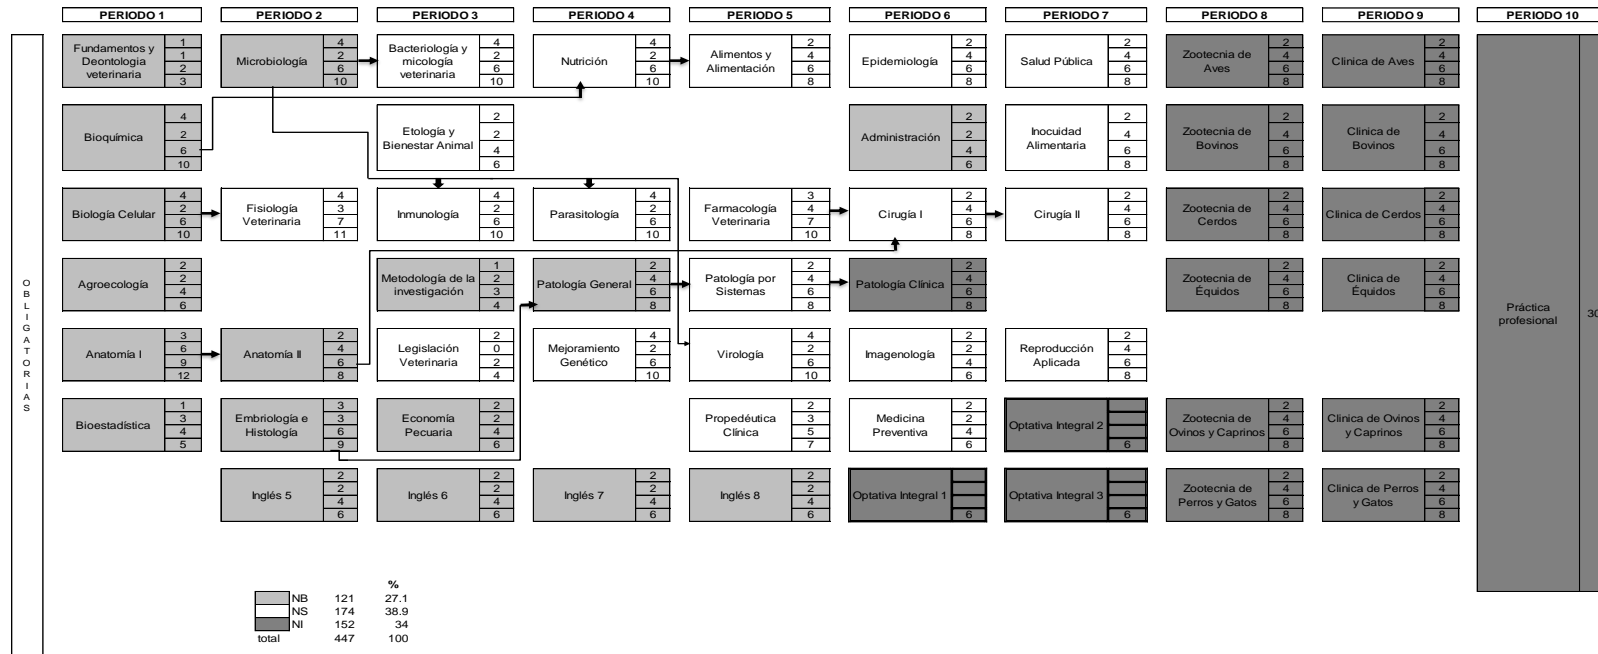 PERIODO 1 PERIODO 2 PERIODO 3 PERIODO 4 PERIODO 5 PERIODO 6 PERIODO 7 PERIODO 8 PERIODO 9 PERIODO 10
OBLIGATORIAS
Fundamentos y
Deontologia
veterinaria
1
1
2
3
Microbiología
4
2
6
10
Bacteriología y
micología
veterinaria
4
2
6
10
Nutrición
4
2
6
10
Alimentos y
Alimentación
2
4
6
8
Epidemiología
2
4
6
8
Salud Pública
2
4
6
8
Zootecnia de
Aves
2
4
6
8
Clinica de Aves
2
4
6
8
Bioquímica
4
2
6
10
Etología y
Bienestar Animal
2
2
4
6
Administración
2
2
4
6
Inocuidad
Alimentaria
2
4
6
8
Zootecnia de
Bovinos
2
4
6
8
Clinica de
Bovinos
2
4
6
8
Biología Celular
4
2
6
10
Fisiología
Veterinaria
4
3
7
11
Inmunología
4
2
6
10
Parasitología
4
2
6
10
Farmacología
Veterinaria
3
4
7
10
Cirugía I
2
4
6
8
Cirugía II
2
4
6
8
Zootecnia de
Cerdos
2
4
6
8
Clinica de Cerdos
2
4
6
8
Agroecología
2
2
4
6
Metodología de la
investigación
1
2
3
4
Patología General
2
4
6
8
Patología por
Sistemas
2
4
6
8
Patología Clínica
2
4
6
8
Zootecnia de
Équidos
2
4
6
8
Clinica de
Équidos
2
4
6
8
Anatomía I
3
6
9
12
Anatomía II
2
4
6
8
Legislación
Veterinaria
2
0
2
4
Mejoramiento
Genético
4
2
6
10
Virología
4
2
6
10
Imagenología
2
2
4
6
Reproducción
Aplicada
2
4
6
8
Práctica
profesional
30
Bioestadística
1
3
4
5
Embriología e
Histología
3
3
6
9
Economía
Pecuaria
2
2
4
6
Propedéutica
Clínica
2
3
5
7
Medicina
Preventiva
2
2
4
6
Optativa Integral 2
6
Zootecnia de
Ovinos y Caprinos
2
4
6
8
Clinica de Ovinos
y Caprinos
2
4
6
8
Inglés 5
2
2
4
6
Inglés 6
2
2
4
6
Inglés 7
2
2
4
6
Inglés 8
2
2
4
6
Optativa Integral 1
6
Optativa Integral 3
6
Zootecnia de
Perros y Gatos
2
4
6
8
Clinica de Perros
y Gatos
2
4
6
8
%
NB 121 27.1
NS 174 38.9
NI 152 34
total 447 100